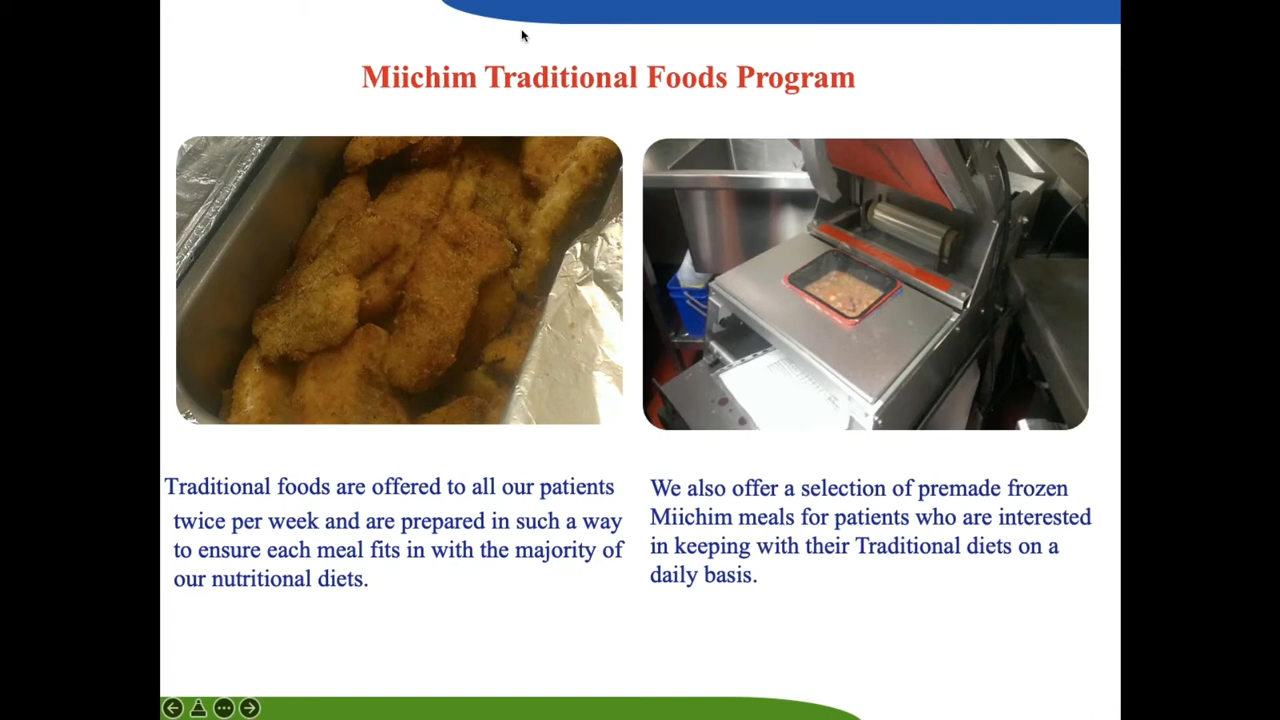 Miichim Traditional Foods Program
Traditional foods are offered to all our patients
twice per week and are prepared in such a way
to ensure each meal fits in with the majority of
our nutritional diets.
We also offer a selection of premade frozen
Miichim meals for patients who are interested
in keeping with their Traditional diets on a
daily basis.